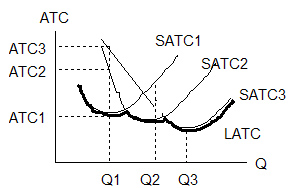 ATC
ATC3
SATC1
ATC2
SATC2
SATC3
ATC1
LATC
Q
Q1 Q2 Q3